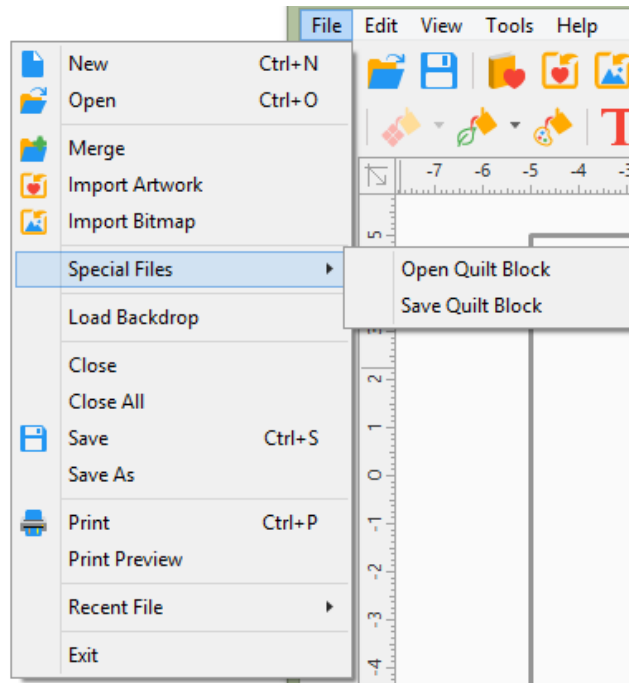 File Edit View Tools Help
New Ctrl+N
Open Ctrl+O
Merge
Import Artwork
Import Bitmap
Special Files
Open Quilt Block
Save Quilt Block
Load Backdrop
Close
Close All
Save Ctrl+S
Save As
Print Ctrl+P
Print Preview
Recent File
Exit
T
-7 -6 -5 -4
5
2
1
0
-1
-2
-3
-4